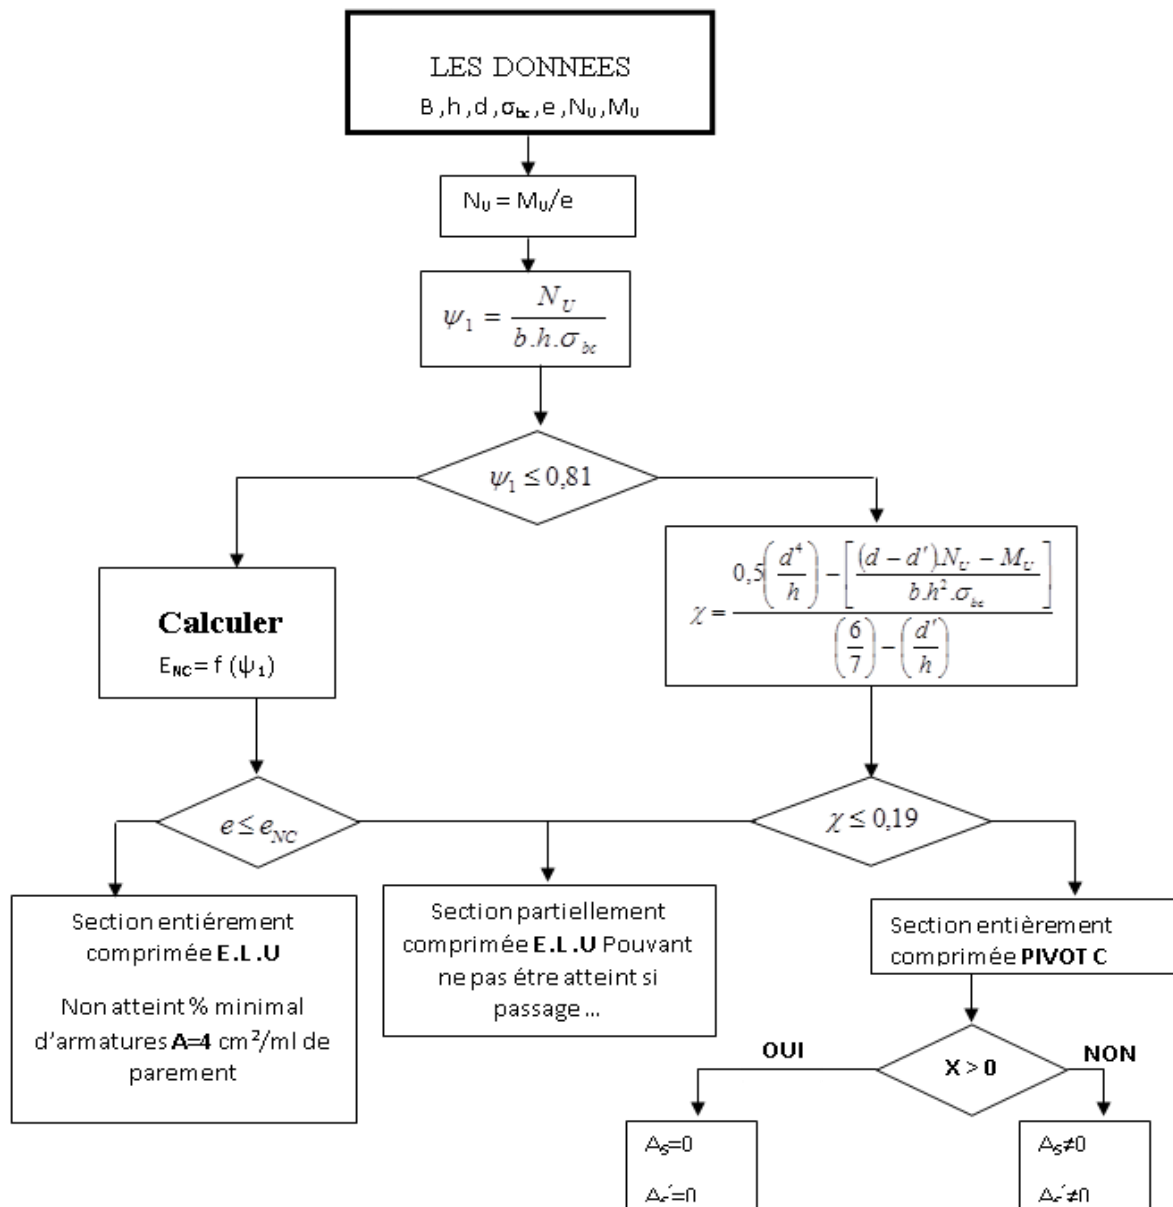 LES DONNEES
B ,h ,d ,σbc ,e ,NU ,MU
NU = MU/e
ψ1 = NU / b.h.σbc
ψ1 ≤ 0,81
Calculer
ENC = f (ψ1)
χ = (0,5(d⁴/h) − [((d − d′).NU − MU) / b.h².σbc]) / ((6/7) − (d′/h))
e ≤ eNC
χ ≤ 0,19
Section entiérement
comprimée E.L.U
Non atteint % minimal
d'armatures A=4 cm²/ml de
parement
Section partiellement
comprimée E.L.U Pouvant
ne pas étre atteint si
passage ...
Section entièrement
comprimée PIVOT C
OUI
X > 0
NON
AS=0
AS′=0
AS≠0
AS′≠0